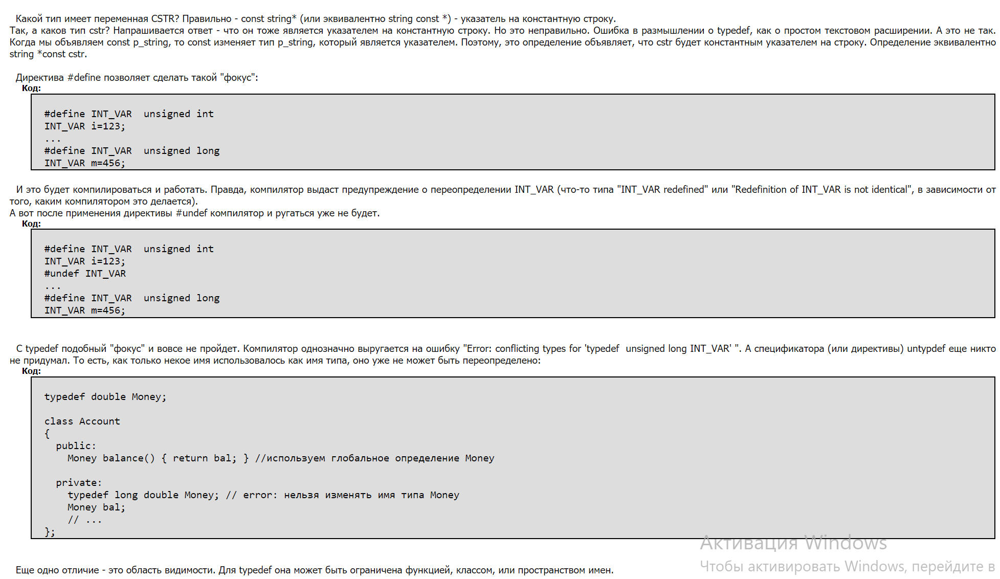 Какой тип имеет переменная CSTR? Правильно - const string* (или эквивалентно string const *) - указатель на константную строку.
Так, а каков тип cstr? Напрашивается ответ - что он тоже является указателем на константную строку. Но это неправильно. Ошибка в размышлении о typedef, как о простом текстовом расширении. А это не так.
Когда мы объявляем const p_string, то const изменяет тип p_string, который является указателем. Поэтому, это определение объявляет, что cstr будет константным указателем на строку. Определение эквивалентно
string *const cstr.
Директива #define позволяет сделать такой "фокус":
Код:
#define INT_VAR  unsigned int
INT_VAR i=123;
...
#define INT_VAR  unsigned long
INT_VAR m=456;
И это будет компилироваться и работать. Правда, компилятор выдаст предупреждение о переопределении INT_VAR (что-то типа "INT_VAR redefined" или "Redefinition of INT_VAR is not identical", в зависимости от
того, каким компилятором это делается).
А вот после применения директивы #undef компилятор и ругаться уже не будет.
Код:
#define INT_VAR  unsigned int
INT_VAR i=123;
#undef INT_VAR
...
#define INT_VAR  unsigned long
INT_VAR m=456;
С typedef подобный "фокус" и вовсе не пройдет. Компилятор однозначно выругается на ошибку "Error: conflicting types for 'typedef  unsigned long INT_VAR' ". А спецификатора (или директивы) untypdef еще никто
не придумал. То есть, как только некое имя использовалось как имя типа, оно уже не может быть переопределено:
Код:
typedef double Money;
class Account
{
  public:
    Money balance() { return bal; } //используем глобальное определение Money
  private:
    typedef long double Money; // error: нельзя изменять имя типа Money
    Money bal;
    // ...
};
Активация Windows
Чтобы активировать Windows, перейдите в
Еще одно отличие - это область видимости. Для typedef она может быть ограничена функцией, классом, или пространством имен.